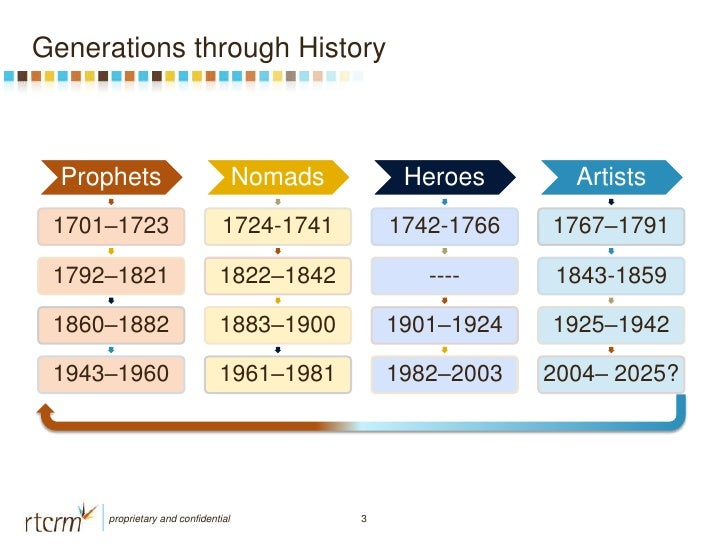 Generations through History
Prophets Nomads Heroes Artists
1701–1723 1724-1741 1742-1766 1767–1791
1792–1821 1822–1842 ---- 1843-1859
1860–1882 1883–1900 1901–1924 1925–1942
1943–1960 1961–1981 1982–2003 2004– 2025?
rtcrm proprietary and confidential 3